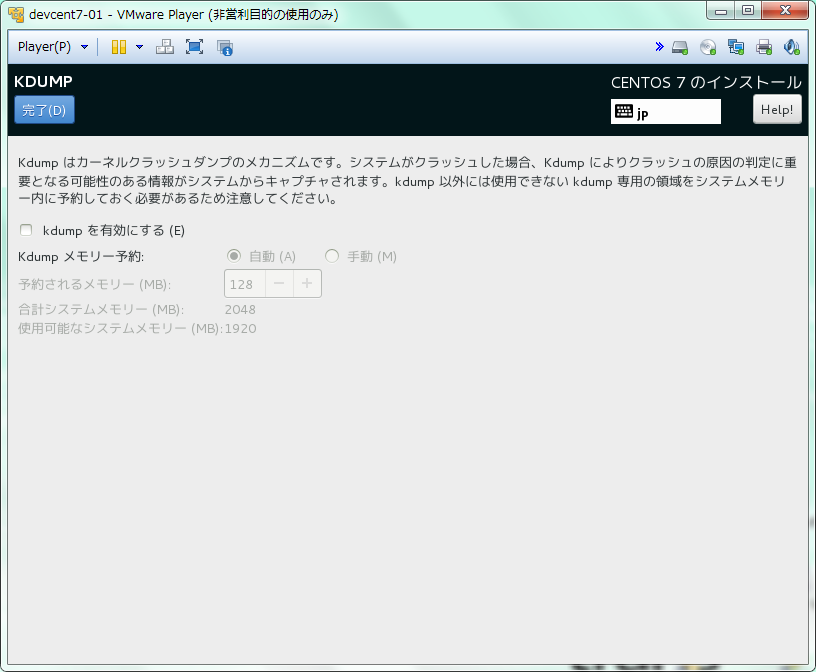 devcent7-01 - VMware Player (非営利目的の使用のみ)
Player(P)
KDUMP
CENTOS 7 のインストール
完了(D)
jp
Help!
Kdump はカーネルクラッシュダンプのメカニズムです。システムがクラッシュした場合、Kdump によりクラッシュの原因の判定に重
要となる可能性のある情報がシステムからキャプチャされます。kdump 以外には使用できない kdump 専用の領域をシステムメモリ
ー内に予約しておく必要があるため注意してください。
kdump を有効にする (E)
Kdump メモリー予約: 自動 (A) 手動 (M)
予約されるメモリー (MB): 128 − +
合計システムメモリー (MB): 2048
使用可能なシステムメモリー (MB): 1920